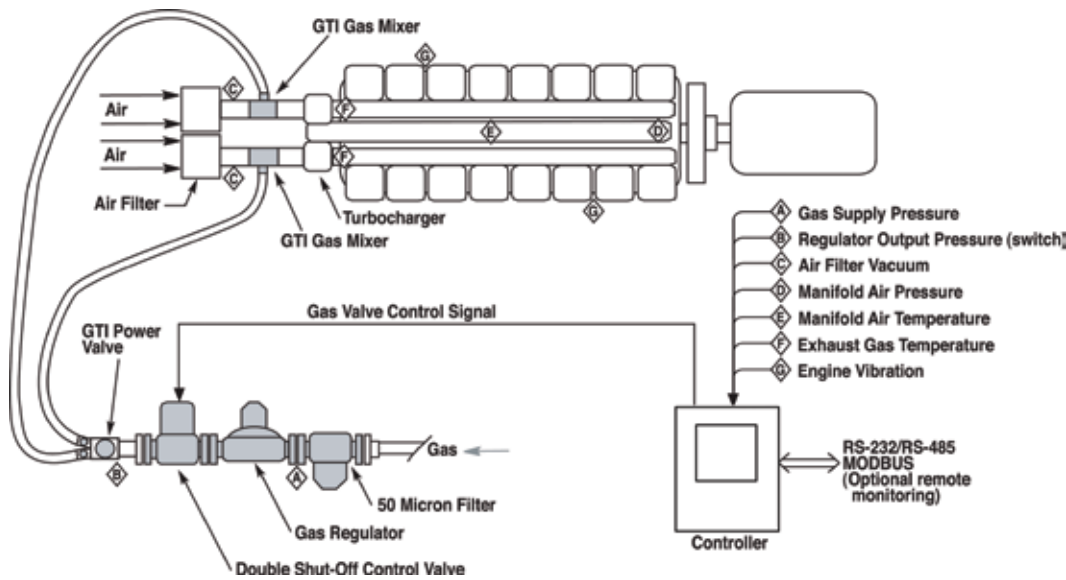 GTI Gas Mixer
C
G
Air
F
E
D
Air
F
C
G
Air Filter
Turbocharger
GTI Gas Mixer
A Gas Supply Pressure
B Regulator Output Pressure (switch)
C Air Filter Vacuum
D Manifold Air Pressure
E Manifold Air Temperature
F Exhaust Gas Temperature
G Engine Vibration
Gas Valve Control Signal
GTI Power
Valve
B
A
Gas
50 Micron Filter
Gas Regulator
Double Shut-Off Control Valve
RS-232/RS-485
MODBUS
(Optional remote
monitoring)
Controller